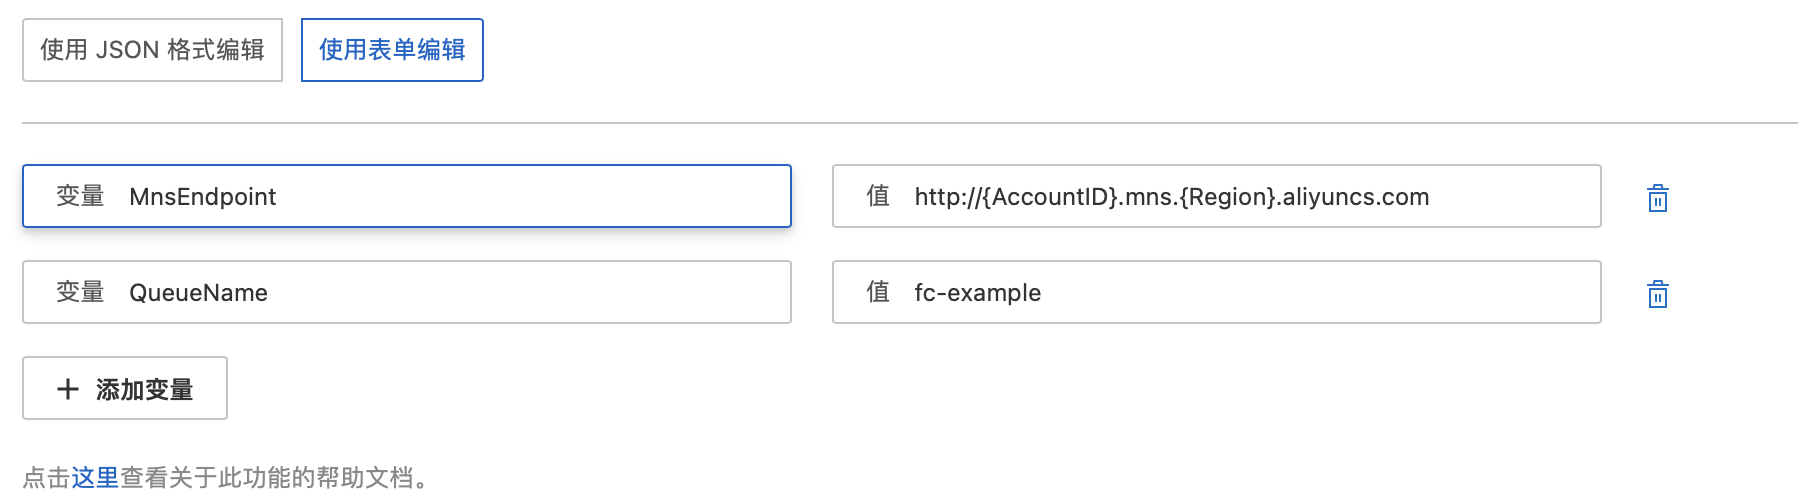 使用 JSON 格式编辑 使用表单编辑
变量 MnsEndpoint 值 http://{AccountID}.mns.{Region}.aliyuncs.com
变量 QueueName 值 fc-example
添加变量
点击这里查看关于此功能的帮助文档。